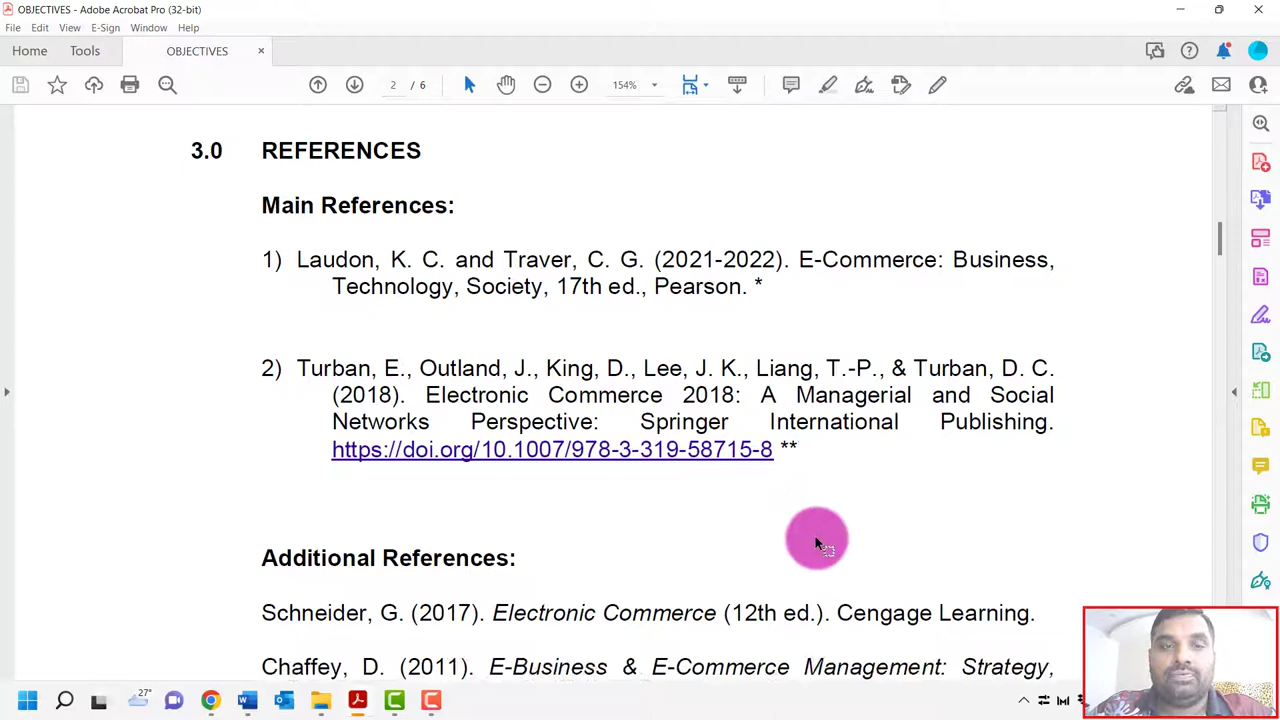 OBJECTIVES - Adobe Acrobat Pro (32-bit)
File Edit View E-Sign Window Help
Home Tools OBJECTIVES
2 / 6 154%
3.0 REFERENCES
Main References:
1) Laudon, K. C. and Traver, C. G. (2021-2022). E-Commerce: Business,
Technology, Society, 17th ed., Pearson. *
2) Turban, E., Outland, J., King, D., Lee, J. K., Liang, T.-P., & Turban, D. C.
(2018). Electronic Commerce 2018: A Managerial and Social
Networks Perspective: Springer International Publishing.
https://doi.org/10.1007/978-3-319-58715-8 **
Additional References:
Schneider, G. (2017). Electronic Commerce (12th ed.). Cengage Learning.
Chaffey, D. (2011). E-Business & E-Commerce Management: Strategy,
27°